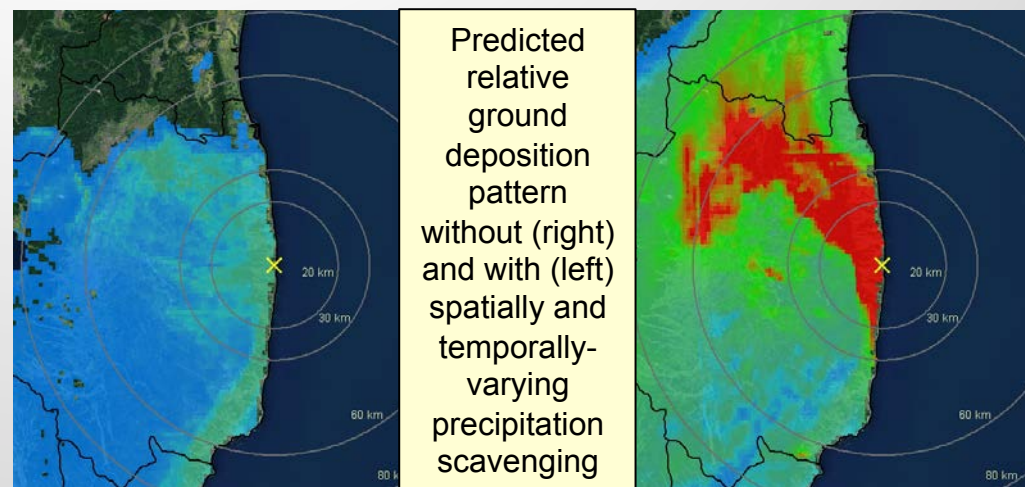 Predicted
relative
ground
deposition
pattern
without (right)
and with (left)
spatially and
temporally-
varying
precipitation
scavenging
20 km
30 km
60 km
80 k
20 km
30 km
60 km
80 km